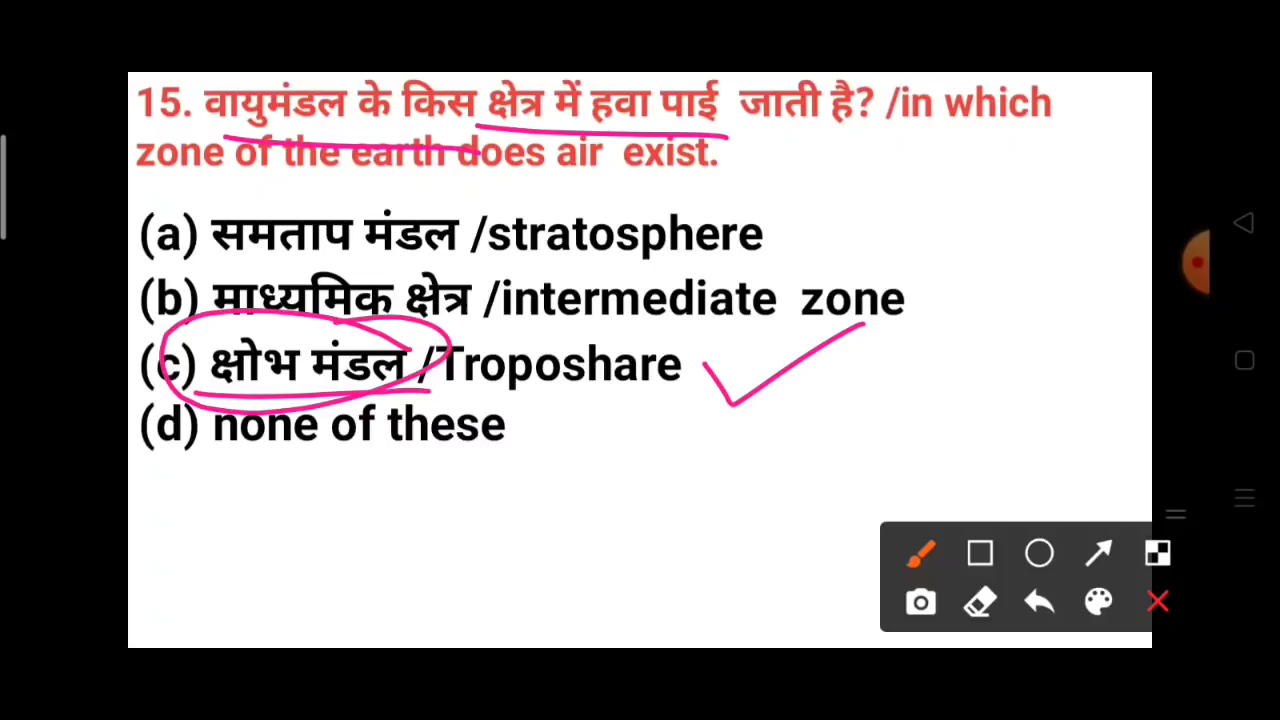 15. वायुमंडल के किस क्षेत्र में हवा पाई जाती है? /in which
zone of the earth does air exist.
(a) समताप मंडल /stratosphere
(b) माध्यमिक क्षेत्र /intermediate zone
(c) क्षोभ मंडल /Troposhare
(d) none of these